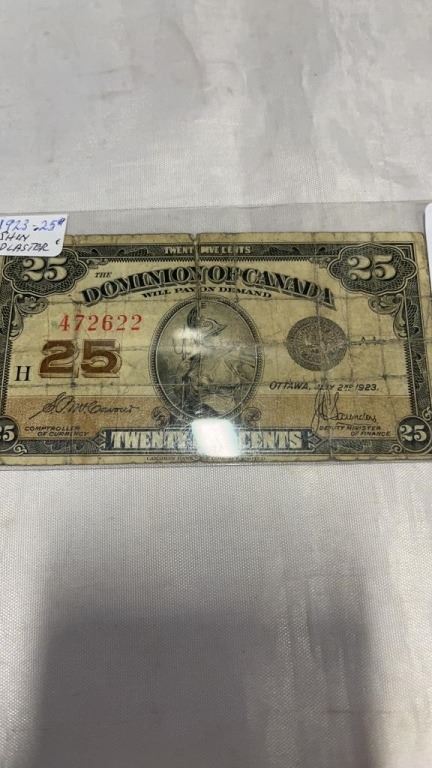 1923 - 25¢
SHIN
PLASTER
TWENTY FIVE CENTS
25
25
THE
DOMINION OF CANADA
WILL PAY ON DEMAND
472622
H 25
OTTAWA, JULY 2ND 1923.
COMPTROLLER
OF CURRENCY
DEPUTY MINISTER
OF FINANCE
25
TWENTY CENTS
25